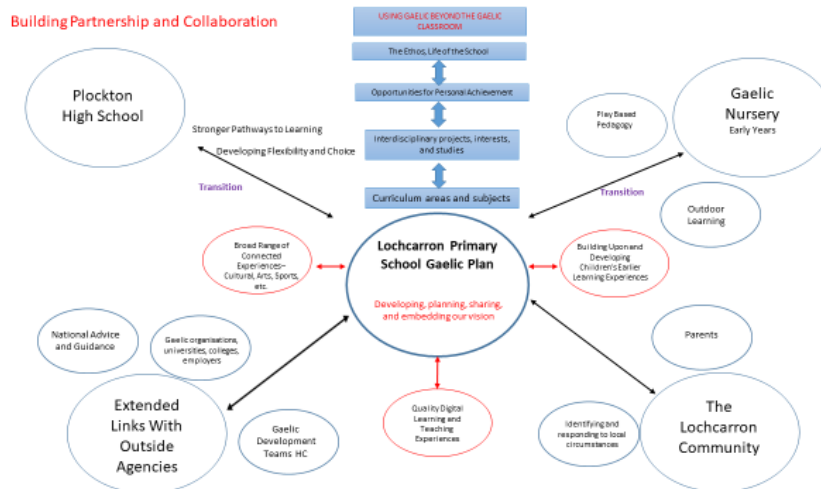 Building Partnership and Collaboration
USING GAELIC BEYOND THE GAELIC
CLASSROOM
The Ethos, Life of the School
Opportunities for Personal Achievement
Interdisciplinary projects, interests,
and studies
Curriculum areas and subjects
Plockton
High School
Stronger Pathways to Learning
Developing Flexibility and Choice
Transition
Gaelic
Nursery
Early Years
Play Based
Pedagogy
Transition
Outdoor
Learning
Lochcarron Primary
School Gaelic Plan
Developing, planning, sharing,
and embedding our vision
Broad Range of
Connected
Experiences–
Cultural, Arts, Sports,
etc.
Building Upon and
Developing
Children's Earlier
Learning Experiences
National Advice
and Guidance
Gaelic organisations,
universities, colleges,
employers
Extended
Links With
Outside
Agencies
Gaelic
Development
Teams HC
Quality Digital
Learning and
Teaching
Experiences
Parents
Identifying and
responding to local
circumstances
The
Lochcarron
Community